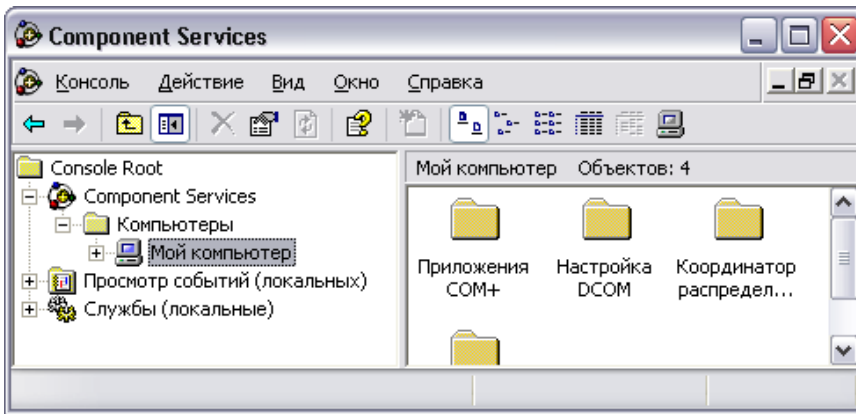 Component Services
Консоль Действие Вид Окно Справка
Console Root
Component Services
Компьютеры
Мой компьютер
Просмотр событий (локальных)
Службы (локальные)
Мой компьютер Объектов: 4
Приложения
COM+
Настройка
DCOM
Координатор
распредел...